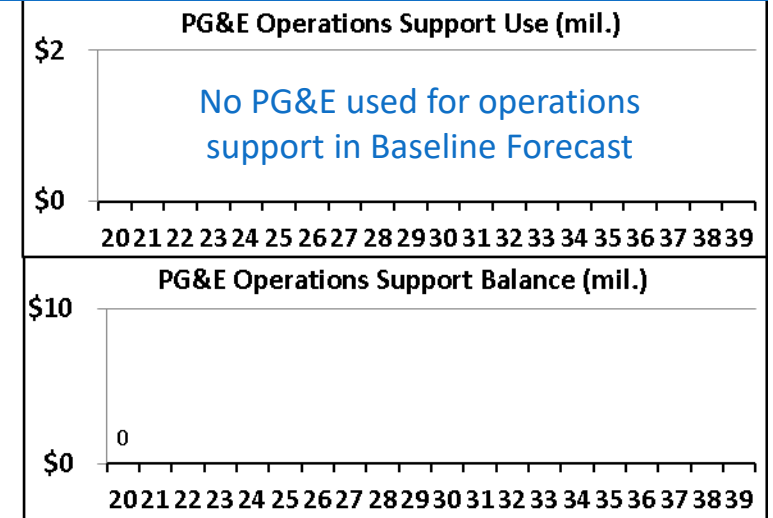 PG&E Operations Support Use (mil.)
$2
No PG&E used for operations
support in Baseline Forecast
$0
20 21 22 23 24 25 26 27 28 29 30 31 32 33 34 35 36 37 38 39
PG&E Operations Support Balance (mil.)
$10
0
$0
20 21 22 23 24 25 26 27 28 29 30 31 32 33 34 35 36 37 38 39